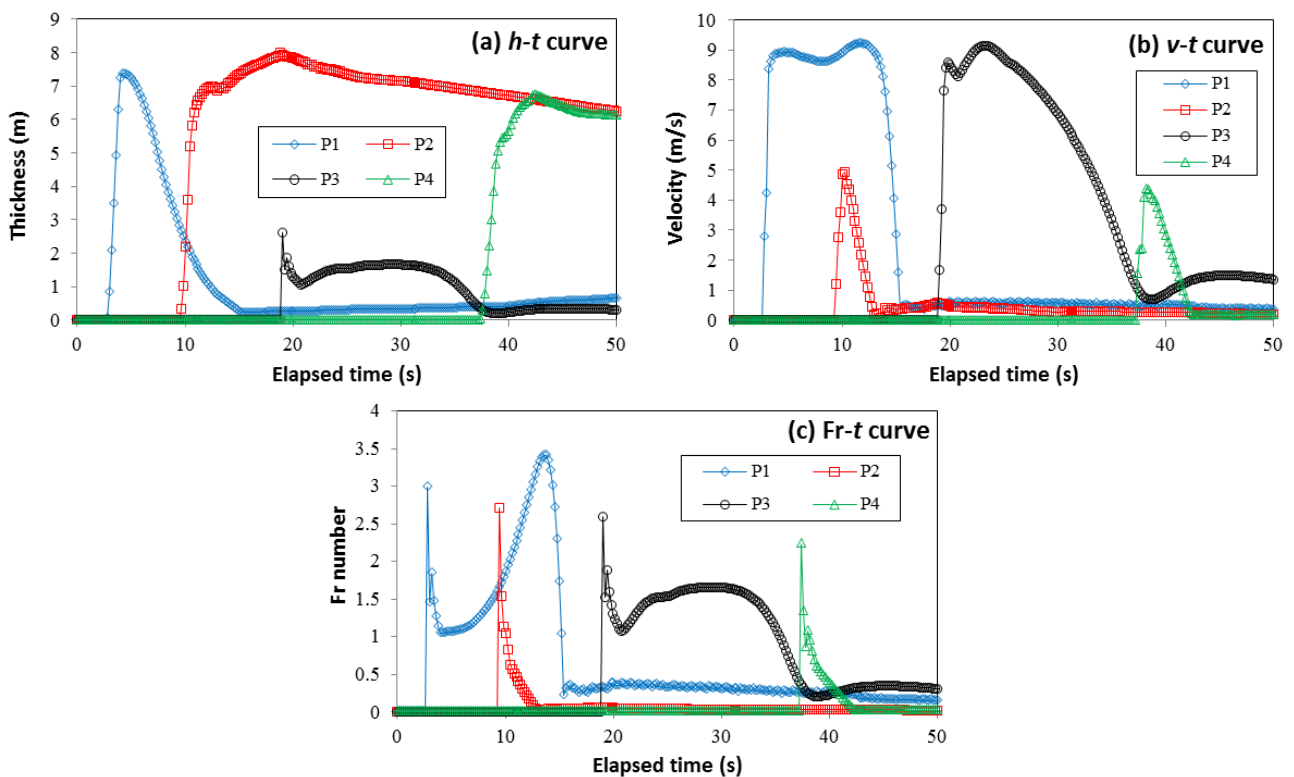 (a) h-t curve
Thickness (m)
9
8
7
6
5
4
3
2
1
0
P1 P2
P3 P4
0 10 20 30 40 50
Elapsed time (s)
(b) v-t curve
Velocity (m/s)
10
9
8
7
6
5
4
3
2
1
0
P1
P2
P3
P4
0 10 20 30 40 50
Elapsed time (s)
(c) Fr-t curve
Fr number
4
3.5
3
2.5
2
1.5
1
0.5
0
P1 P2
P3 P4
0 10 20 30 40 50
Elapsed time (s)